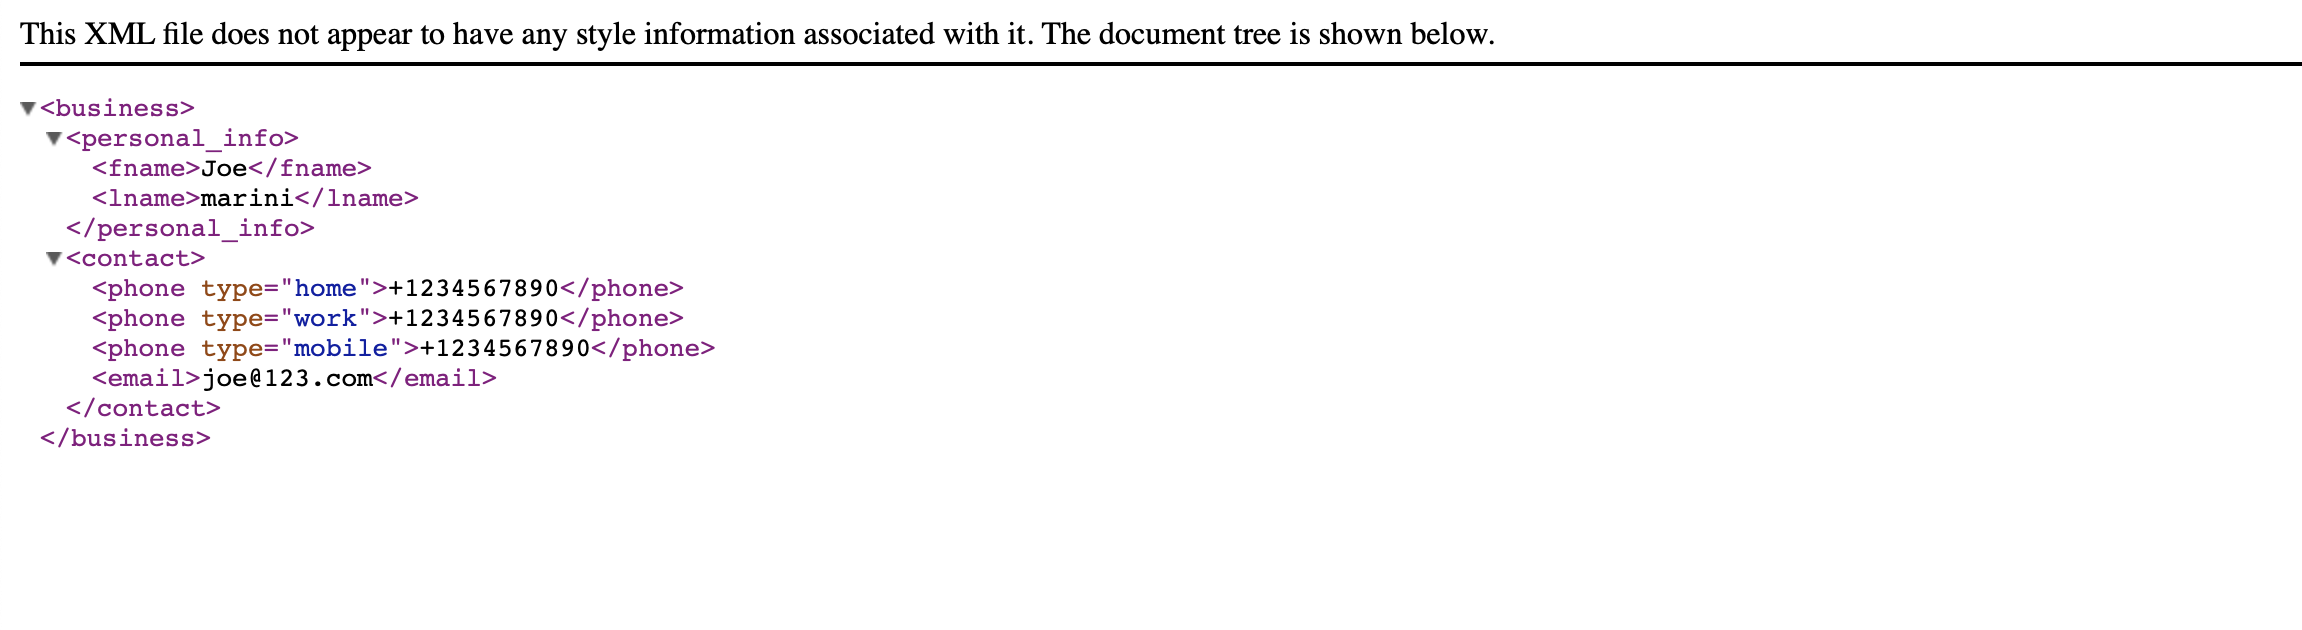 This XML file does not appear to have any style information associated with it. The document tree is shown below.
<business>
<personal_info>
<fname>Joe</fname>
<lname>marini</lname>
</personal_info>
<contact>
<phone type="home">+1234567890</phone>
<phone type="work">+1234567890</phone>
<phone type="mobile">+1234567890</phone>
<email>joe@123.com</email>
</contact>
</business>